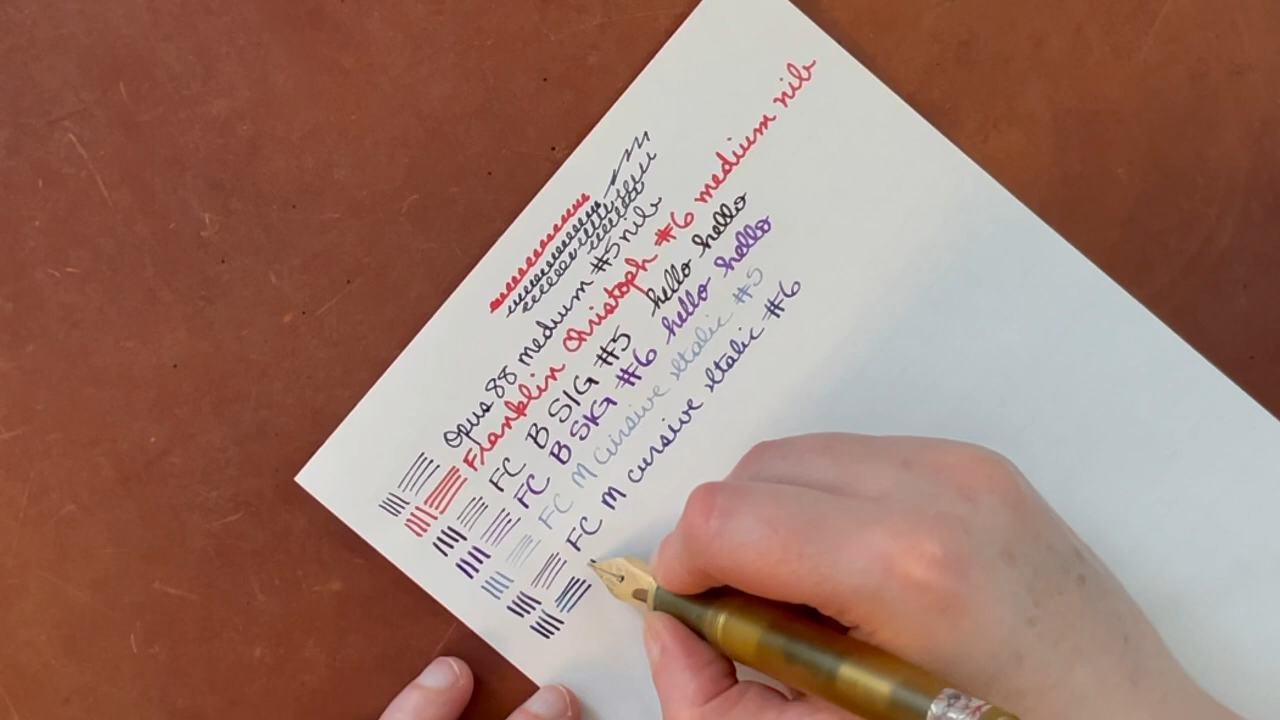 Opus 88 medium #5 nib
Franklin Christoph #6 medium nib
FC B SIG #5 hello hello
FC B SIG #6 hello hello
FC M cursive italic #5
FC M cursive italic #6